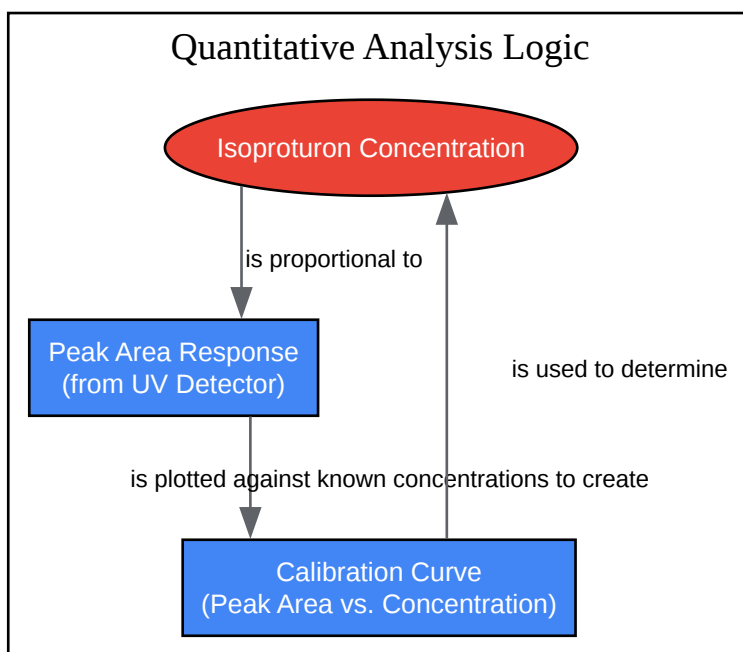 Quantitative Analysis Logic
Isoproturon Concentration
is proportional to
Peak Area Response
(from UV Detector)
is used to determine
is plotted against known concentrations to create
Calibration Curve
(Peak Area vs. Concentration)